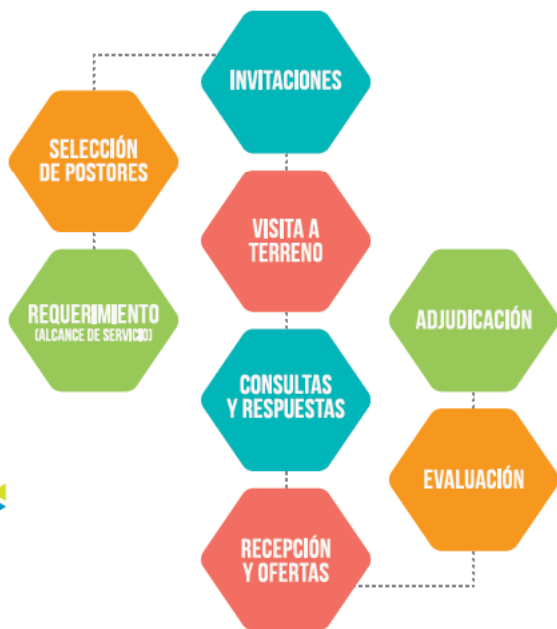 INVITACIONES
SELECCIÓN
DE POSTORES
VISITA A
TERRENO
REQUERIMIENTO
(ALCANCE DE SERVICIO)
ADJUDICACIÓN
CONSULTAS
Y RESPUESTAS
EVALUACIÓN
RECEPCIÓN
Y OFERTAS